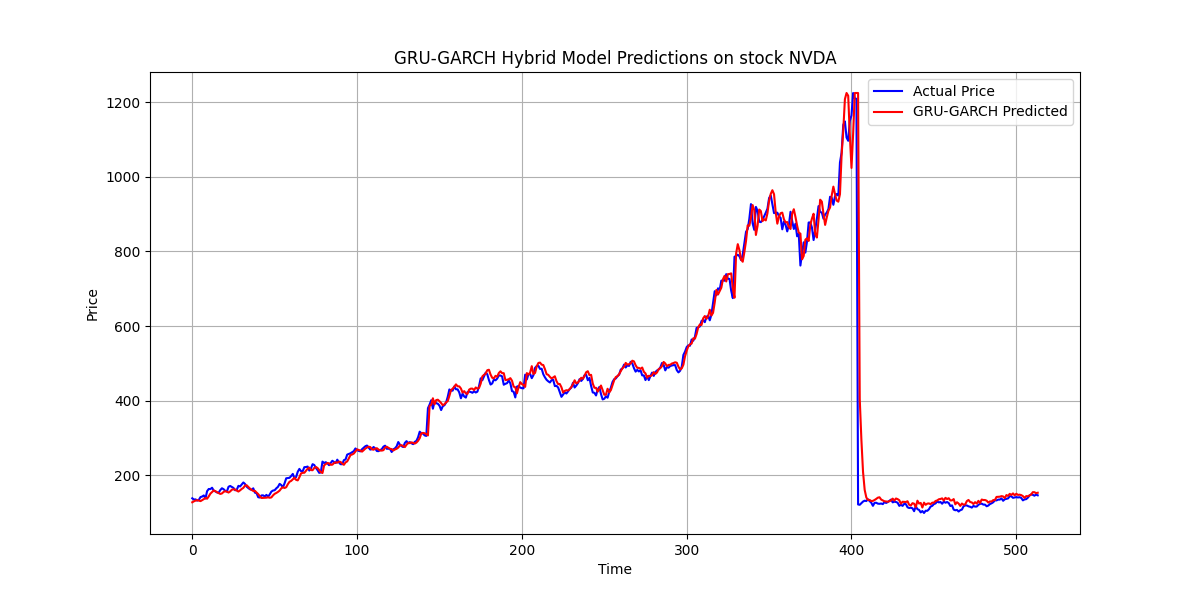 GRU-GARCH Hybrid Model Predictions on stock NVDA
Actual Price
GRU-GARCH Predicted
1200
1000
800
600
400
200
Price
0 100 200 300 400 500
Time